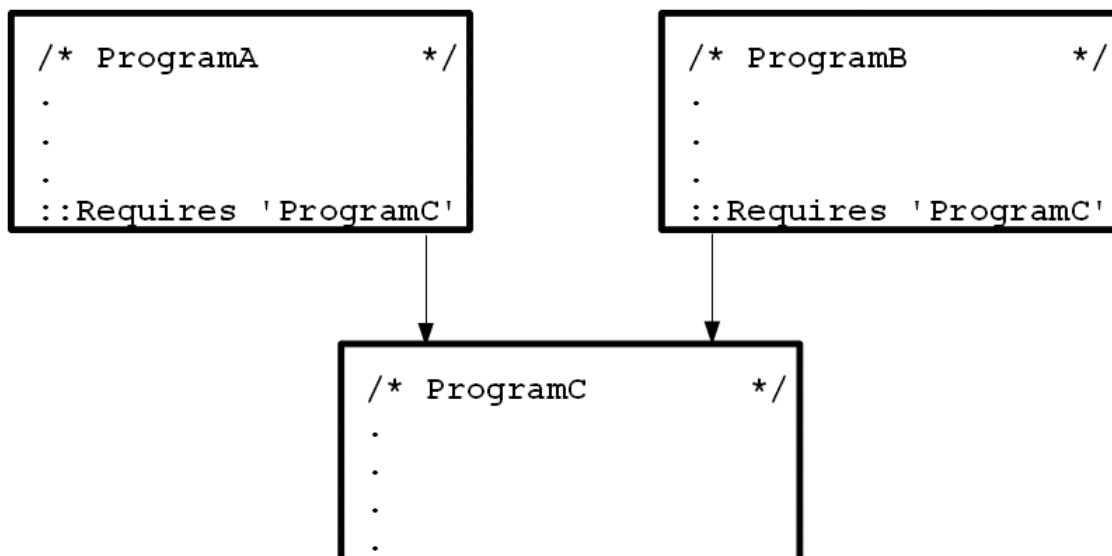 /* ProgramA */
.
.
.
::Requires 'ProgramC'
/* ProgramB */
.
.
.
::Requires 'ProgramC'
/* ProgramC */
.
.
.
.